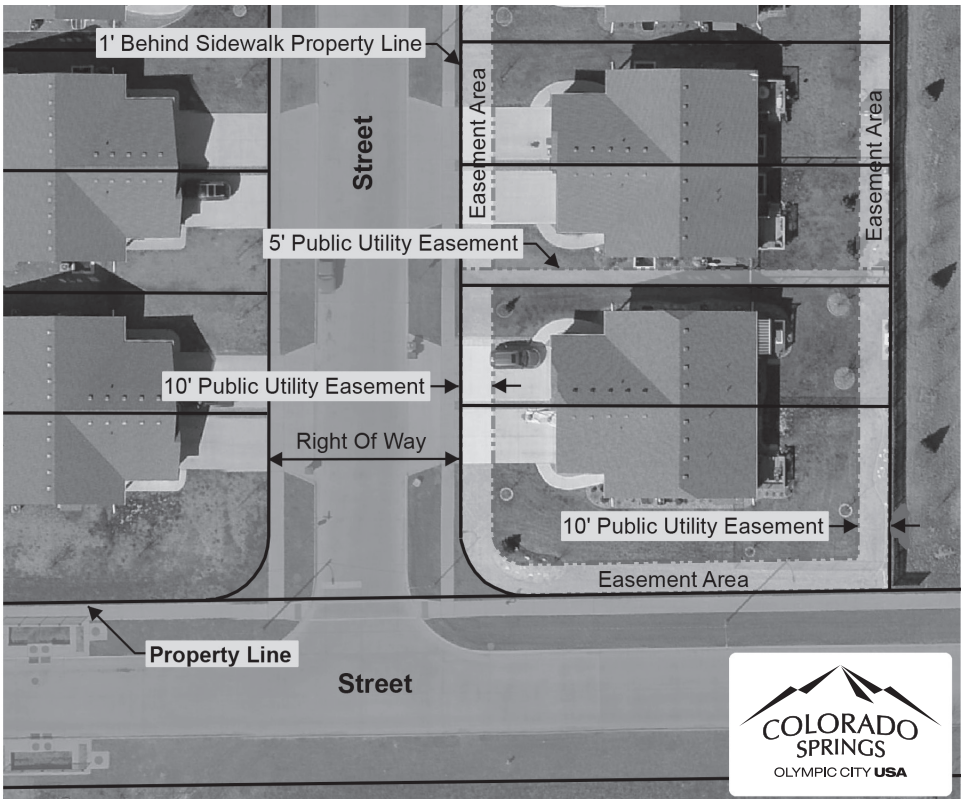 1' Behind Sidewalk Property Line
Street
Easement Area
Easement Area
5' Public Utility Easement
10' Public Utility Easement
Right Of Way
10' Public Utility Easement
Easement Area
Property Line
Street
COLORADO
SPRINGS
OLYMPIC CITY USA